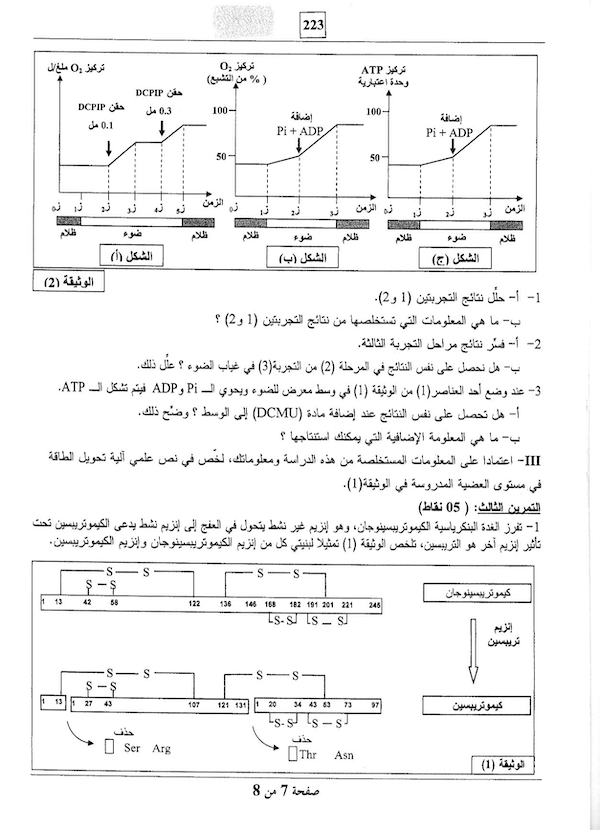 223
تركيز O₂ ملغ/ل
حقن DCPIP
0.1 مل
حقن DCPIP
0.3 مل
ز0 ز1 ز2 ز3 ز4 ز5
الزمن
ظلام ضوء ظلام
الشكل (أ)
تركيز O₂
(% من التشبع)
100
50
إضافة
Pi + ADP
ز0 ز1 ز2 ز3
الزمن
ظلام ضوء ظلام
الشكل (ب)
تركيز ATP
وحدة اعتبارية
100
50
إضافة
Pi + ADP
ز0 ز1 ز2 ز3
الزمن
ظلام ضوء ظلام
الشكل (ج)
الوثيقة (2)
1- أ- حلّل نتائج التجربتين (1 و2).
ب- ما هي المعلومات التي تستخلصها من نتائج التجربتين (1 و2) ؟
2- أ- فسّر نتائج مراحل التجربة الثالثة.
ب- هل نحصل على نفس النتائج في المرحلة (2) من التجربة(3) في غياب الضوء ؟ علّل ذلك.
3- عند وضع أحد العناصر(1) من الوثيقة (1) في وسط معرض للضوء ويحوي الـ Pi وADP فيتم تشكل الـ ATP.
أ- هل تحصل على نفس النتائج عند إضافة مادة (DCMU) إلى الوسط ؟ وضّح ذلك.
ب- ما هي المعلومة الإضافية التي يمكنك استنتاجها ؟
III- اعتمادا على المعلومات المستخلصة من هذه الدراسة ومعلوماتك، لخّص في نص علمي آلية تحويل الطاقة
في مستوى العضية المدروسة في الوثيقة(1).
التمرين الثالث: ( 05 نقاط)
1- تفرز الغدة البنكرياسية الكيموتريبسينوجان، وهو إنزيم غير نشط يتحول في العفج إلى إنزيم نشط يدعى الكيموتريبسين تحت
تأثير إنزيم آخر هو التريبسين، تلخص الوثيقة (1) تمثيلا لبنيتي كل من إنزيم الكيموتريبسينوجان وإنزيم الكيموتريبسين.
S — S S — S
S – S
1 13 42 58 122 136 146 168 182 191 201 221 245
S- S S — S
كيموتريبسينوجان
إنزيم
تريبسين
كيموتريبسين
S — S S — S
S – S
1 13 1 27 43 107 121 131 1 20 34 43 53 73 97
S- S S — S
حذف
Ser Arg
حذف
Thr Asn
الوثيقة (1)
صفحة 7 من 8